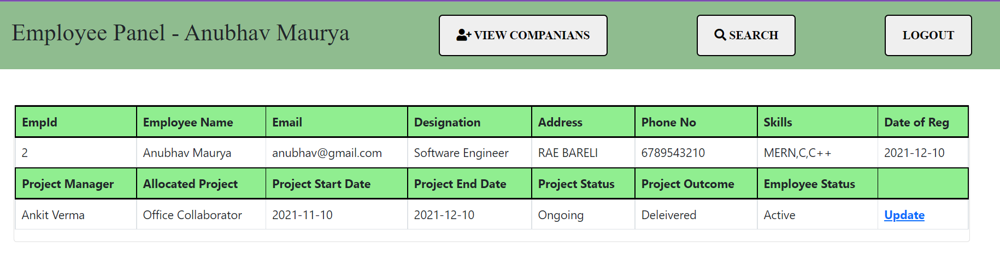 Employee Panel - Anubhav Maurya VIEW COMPANIANS SEARCH LOGOUT
EmpId Employee Name Email Designation Address Phone No Skills Date of Reg
2 Anubhav Maurya anubhav@gmail.com Software Engineer RAE BARELI 6789543210 MERN,C,C++ 2021-12-10
Project Manager Allocated Project Project Start Date Project End Date Project Status Project Outcome Employee Status
Ankit Verma Office Collaborator 2021-11-10 2021-12-10 Ongoing Deleivered Active Update